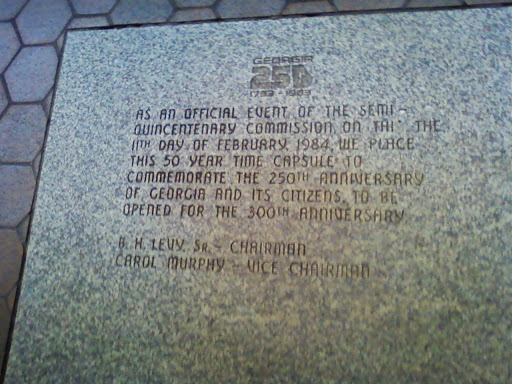 GEORGIA
250
1733 - 1983
AS AN OFFICIAL EVENT OF THE SEMI -
QUINCENTENARY COMMISSION, ON THE
11TH DAY OF FEBRUARY, 1984, WE PLACE
THIS 50 YEAR TIME CAPSULE TO
COMMEMORATE THE 250TH ANNIVERSARY
OF GEORGIA AND ITS CITIZENS, TO BE
OPENED FOR THE 300TH ANNIVERSARY
B. H. LEVY, SR. - CHAIRMAN
CAROL MURPHY - VICE CHAIRMAN